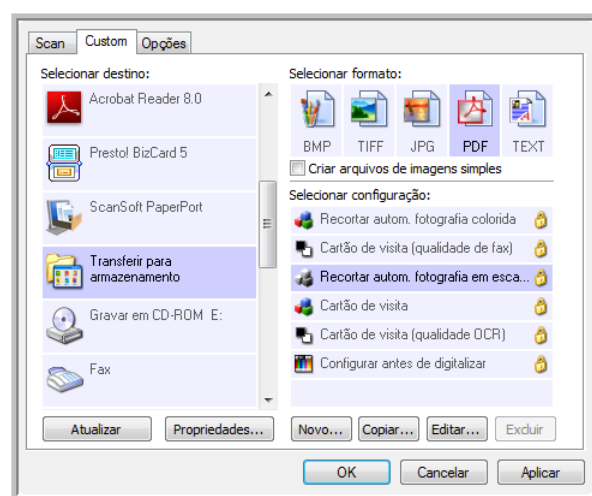 Scan Custom Opções
Selecionar destino:
Acrobat Reader 8.0
Prestol BizCard 5
ScanSoft PaperPort
Transferir para
armazenamento
Gravar em CD-ROM E:
Fax
Atualizar Propriedades...
Selecionar formato:
BMP TIFF JPG PDF TEXT
Criar arquivos de imagens simples
Selecionar configuração:
Recortar autom. fotografia colorida
Cartão de visita (qualidade de fax)
Recortar autom. fotografia em esca...
Cartão de visita
Cartão de visita (qualidade OCR)
Configurar antes de digitalizar
Novo... Copiar... Editar... Excluir
OK Cancelar Aplicar